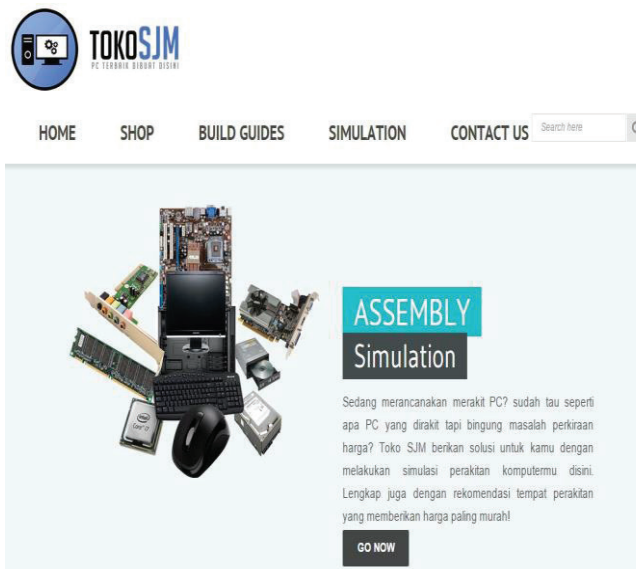 TOKOSJM
PC TERBAIK DIBUAT DISINI
HOME SHOP BUILD GUIDES SIMULATION CONTACT US Search here
ASSEMBLY
Simulation
Sedang merancanakan merakit PC? sudah tau seperti
apa PC yang dirakit tapi bingung masalah perkiraan
harga? Toko SJM berikan solusi untuk kamu dengan
melakukan simulasi perakitan komputermu disini.
Lengkap juga dengan rekomendasi tempat perakitan
yang memberikan harga paling murah!
GO NOW